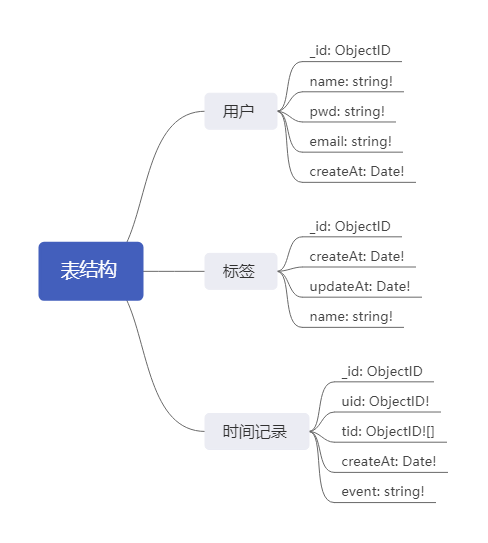 表结构
用户
_id: ObjectID
name: string!
pwd: string!
email: string!
createAt: Date!
标签
_id: ObjectID
createAt: Date!
updateAt: Date!
name: string!
时间记录
_id: ObjectID
uid: ObjectID!
tid: ObjectID![]
createAt: Date!
event: string!